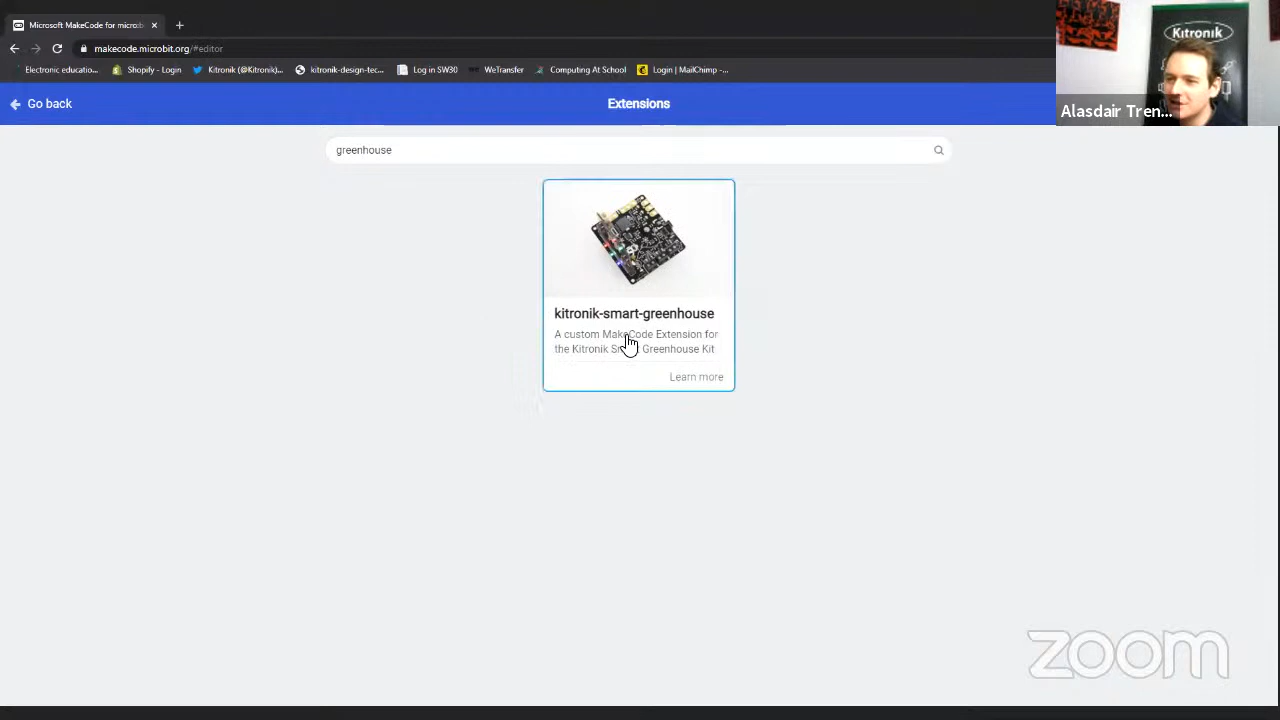 Microsoft MakeCode for micro:b
makecode.microbit.org/#editor
Electronic educatio...
Shopify - Login
Kitronik (@Kitronik)...
kitronik-design-tec...
Log in SW30
WeTransfer
Computing At School
Login | MailChimp -...
Kitronik
Alasdair Tren...
Go back
Extensions
greenhouse
kitronik-smart-greenhouse
A custom MakeCode Extension for
the Kitronik Greenhouse Kit
Learn more
zoom